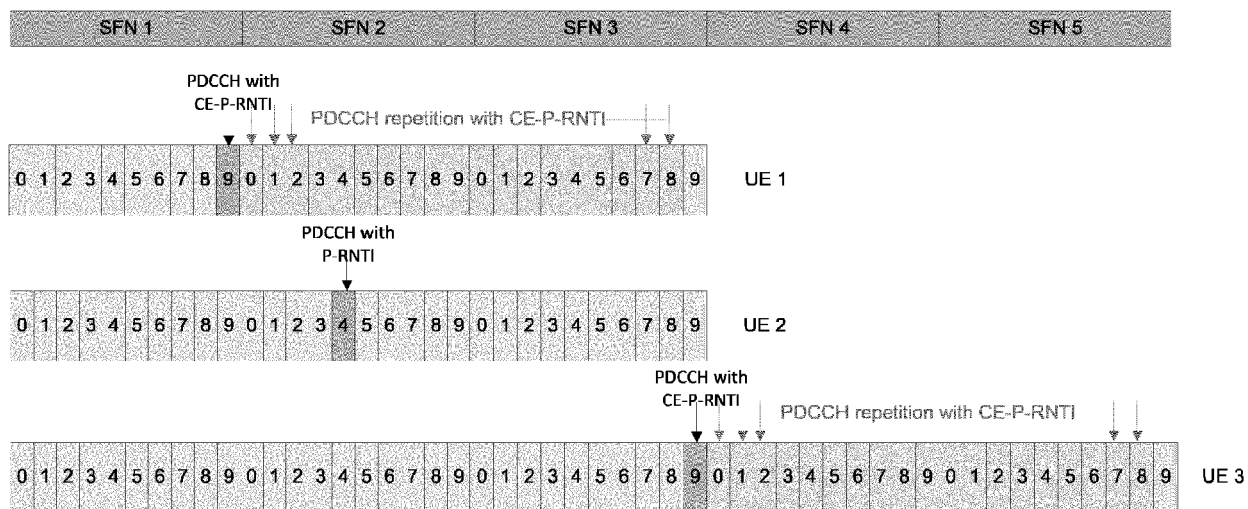 SFN 1 SFN 2 SFN 3 SFN 4 SFN 5
PDCCH with
CE-P-RNTI
PDCCH repetition with CE-P-RNTI
0 1 2 3 4 5 6 7 8 9 0 1 2 3 4 5 6 7 8 9 0 1 2 3 4 5 6 7 8 9 UE 1
PDCCH with
P-RNTI
0 1 2 3 4 5 6 7 8 9 0 1 2 3 4 5 6 7 8 9 0 1 2 3 4 5 6 7 8 9 UE 2
PDCCH with
CE-P-RNTI
PDCCH repetition with CE-P-RNTI
0 1 2 3 4 5 6 7 8 9 0 1 2 3 4 5 6 7 8 9 0 1 2 3 4 5 6 7 8 9 0 1 2 3 4 5 6 7 8 9 0 1 2 3 4 5 6 7 8 9 UE 3